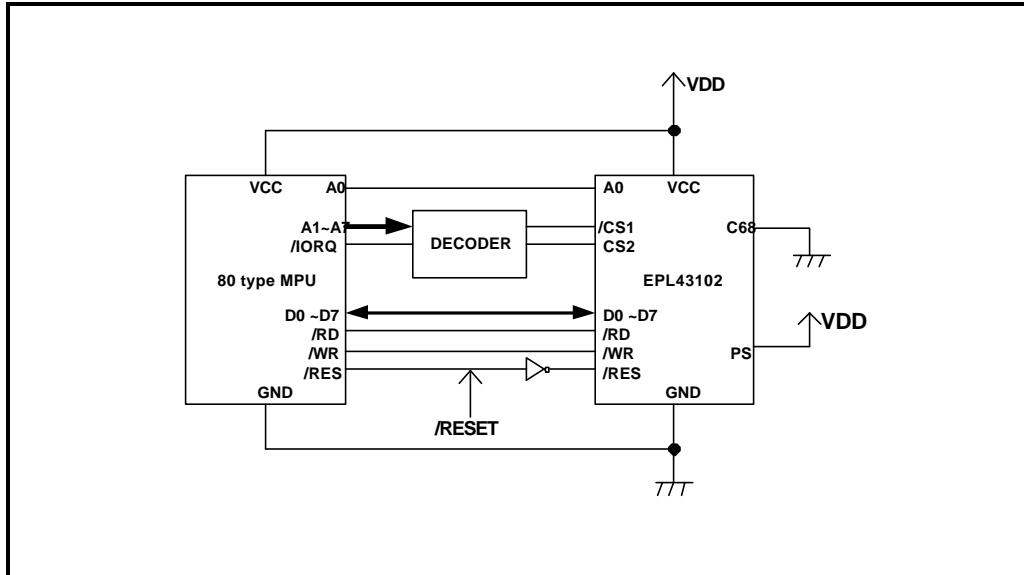 VDD
VCC
A0
A0
VCC
A1~A7
/IORQ
DECODER
/CS1
CS2
C68
80 type MPU
EPL43102
D0 ~D7
/RD
/WR
/RES
D0 ~D7
/RD
/WR
/RES
VDD
PS
GND
GND
/RESET